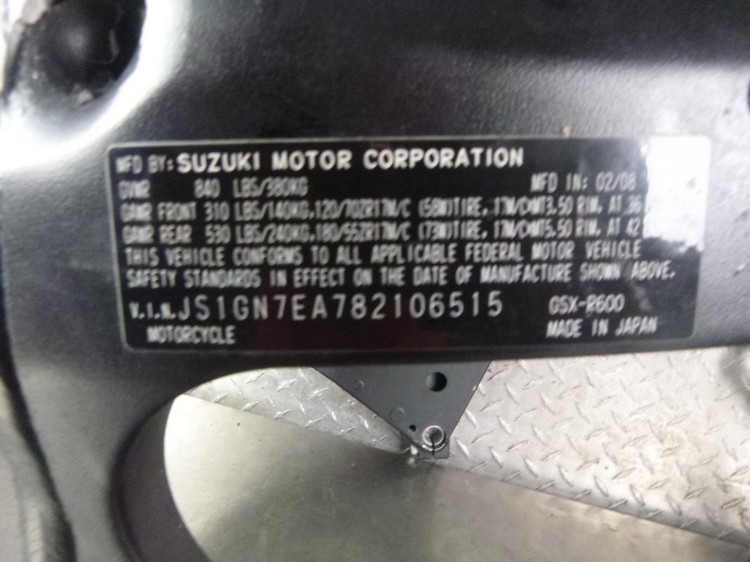 MFD BY: SUZUKI MOTOR CORPORATION
GVWR 840 LBS/380KG MFD IN: 02/08
GAWR FRONT 310 LBS/140KG, 120/70ZR17M/C (58W)TIRE, 17M/C×MT3.50 RIM, AT 36
GAWR REAR 530 LBS/240KG, 180/55ZR17M/C (73W)TIRE, 17M/C×MT5.50 RIM, AT 42
THIS VEHICLE CONFORMS TO ALL APPLICABLE FEDERAL MOTOR VEHICLE
SAFETY STANDARDS IN EFFECT ON THE DATE OF MANUFACTURE SHOWN ABOVE.
V.I.N. JS1GN7EA782106515 GSX-R600
MOTORCYCLE MADE IN JAPAN